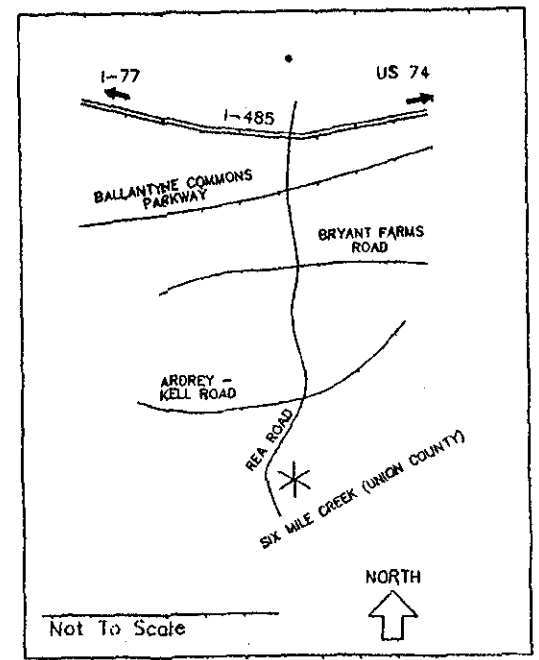 I-77
US 74
I-485
BALLANTYNE COMMONS
PARKWAY
BRYANT FARMS
ROAD
ARDREY -
KELL ROAD
REA ROAD
SIX MILE CREEK (UNION COUNTY)
NORTH
Not To Scale